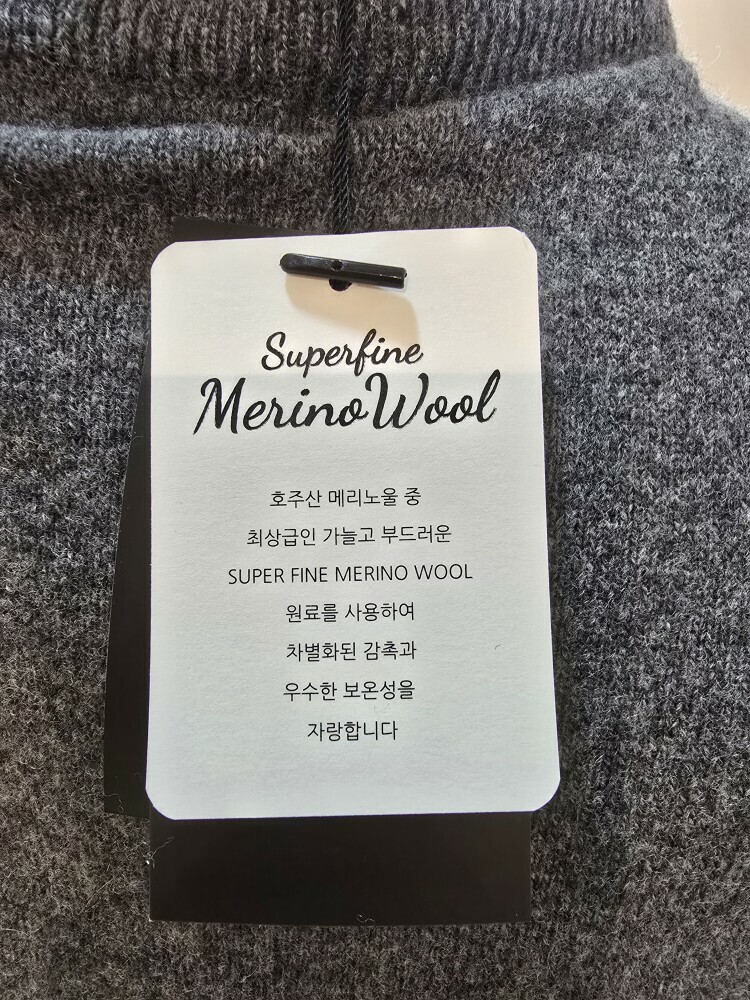 Superfine
Merino Wool
호주산 메리노울 중
최상급인 가늘고 부드러운
SUPER FINE MERINO WOOL
원료를 사용하여
차별화된 감촉과
우수한 보온성을
자랑합니다